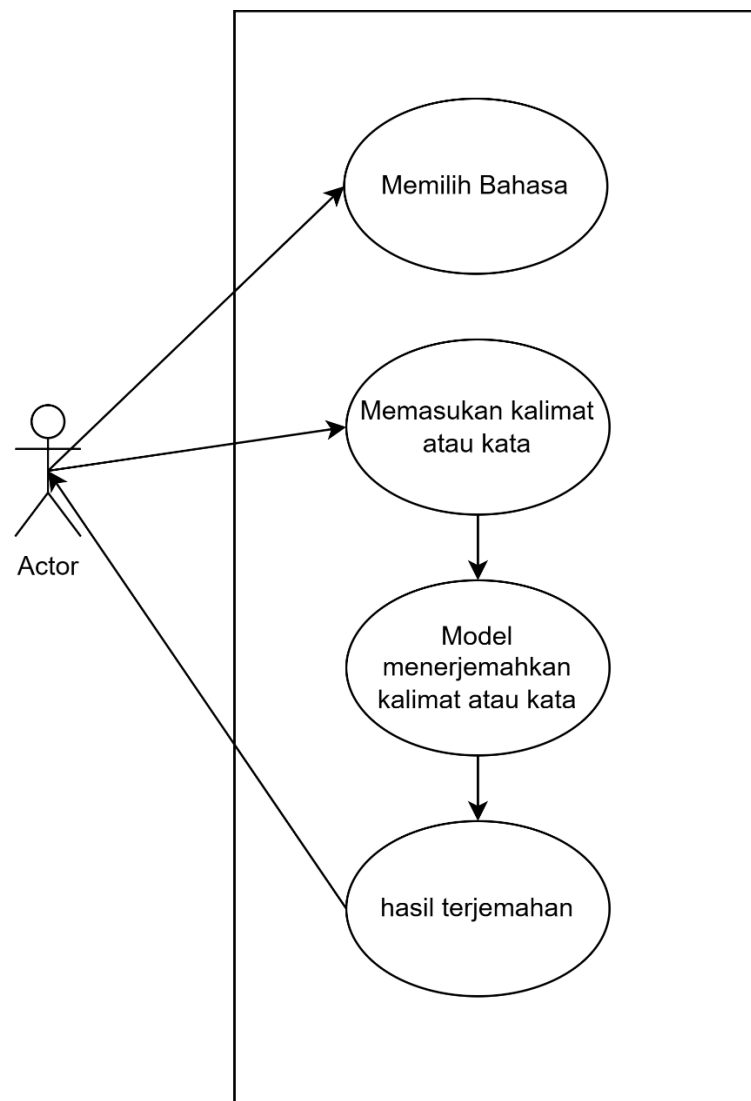 Memilih Bahasa
Memasukan kalimat
atau kata
Actor
Model
menerjemahkan
kalimat atau kata
hasil terjemahan